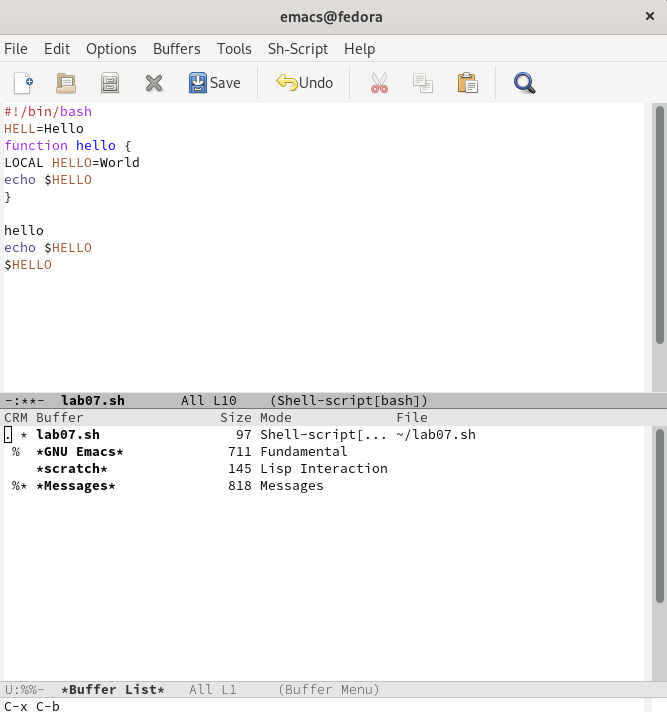 emacs@fedora
×
File Edit Options Buffers Tools Sh-Script Help
Save Undo
#!/bin/bash
HELL=Hello
function hello {
LOCAL HELLO=World
echo $HELLO
}
hello
echo $HELLO
$HELLO
-:**- lab07.sh All L10 (Shell-script[bash])
CRM Buffer Size Mode File
. * lab07.sh 97 Shell-script[... ~/lab07.sh
% *GNU Emacs* 711 Fundamental
*scratch* 145 Lisp Interaction
%* *Messages* 818 Messages
U:%%- *Buffer List* All L1 (Buffer Menu)
C-x C-b